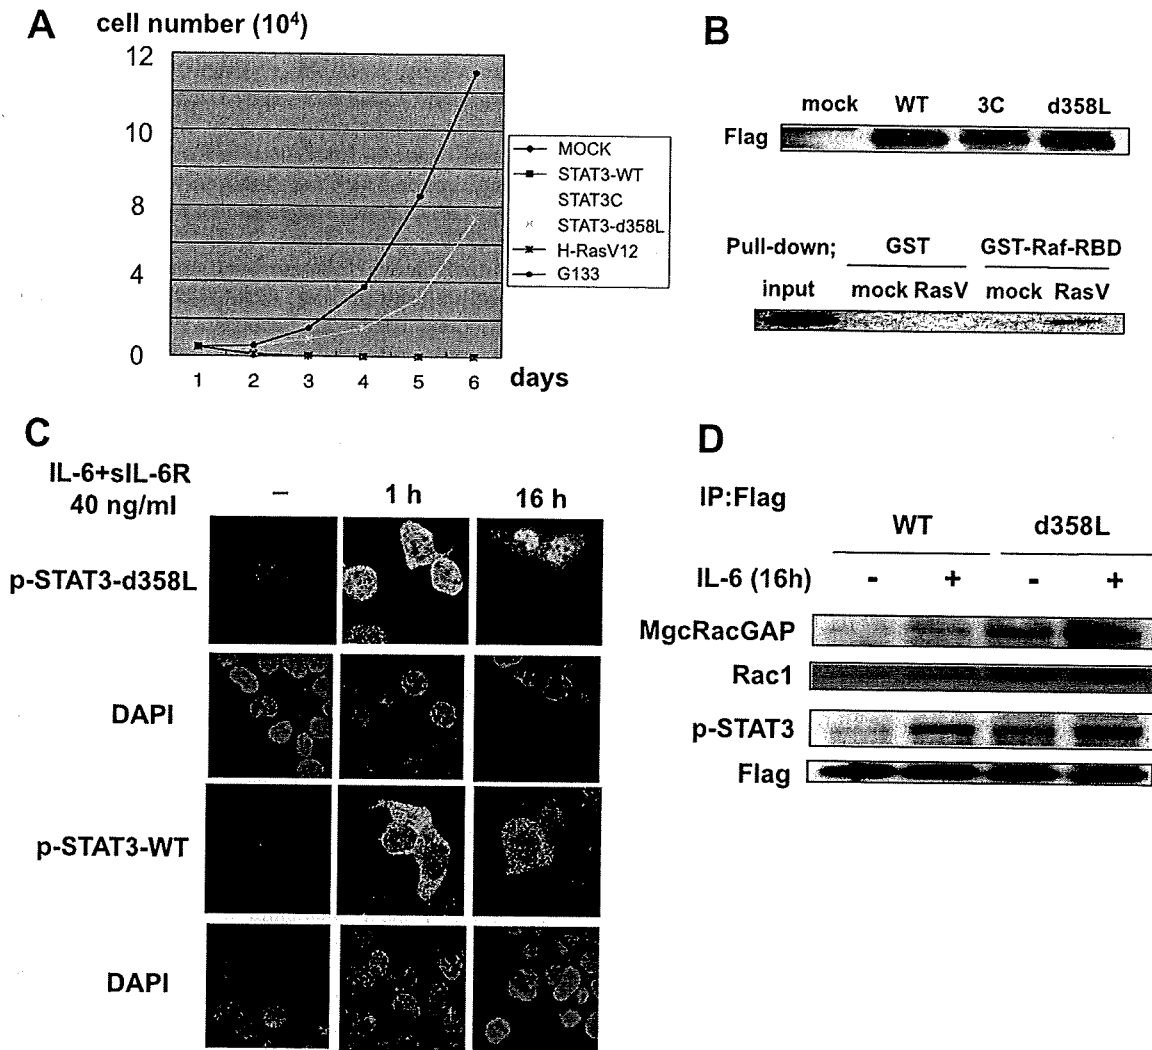 A
cell number (10⁴)
12
10
8
4
0
1 2 3 4 5 6 days
MOCK
STAT3-WT
STAT3C
STAT3-d358L
H-RasV12
G133
B
mock WT 3C d358L
Flag
Pull-down; GST GST-Raf-RBD
input mock RasV mock RasV
C
IL-6+sIL-6R
40 ng/ml
– 1 h 16 h
p-STAT3-d358L
DAPI
p-STAT3-WT
DAPI
D
IP:Flag
WT d358L
IL-6 (16h) - + - +
MgcRacGAP
Rac1
p-STAT3
Flag